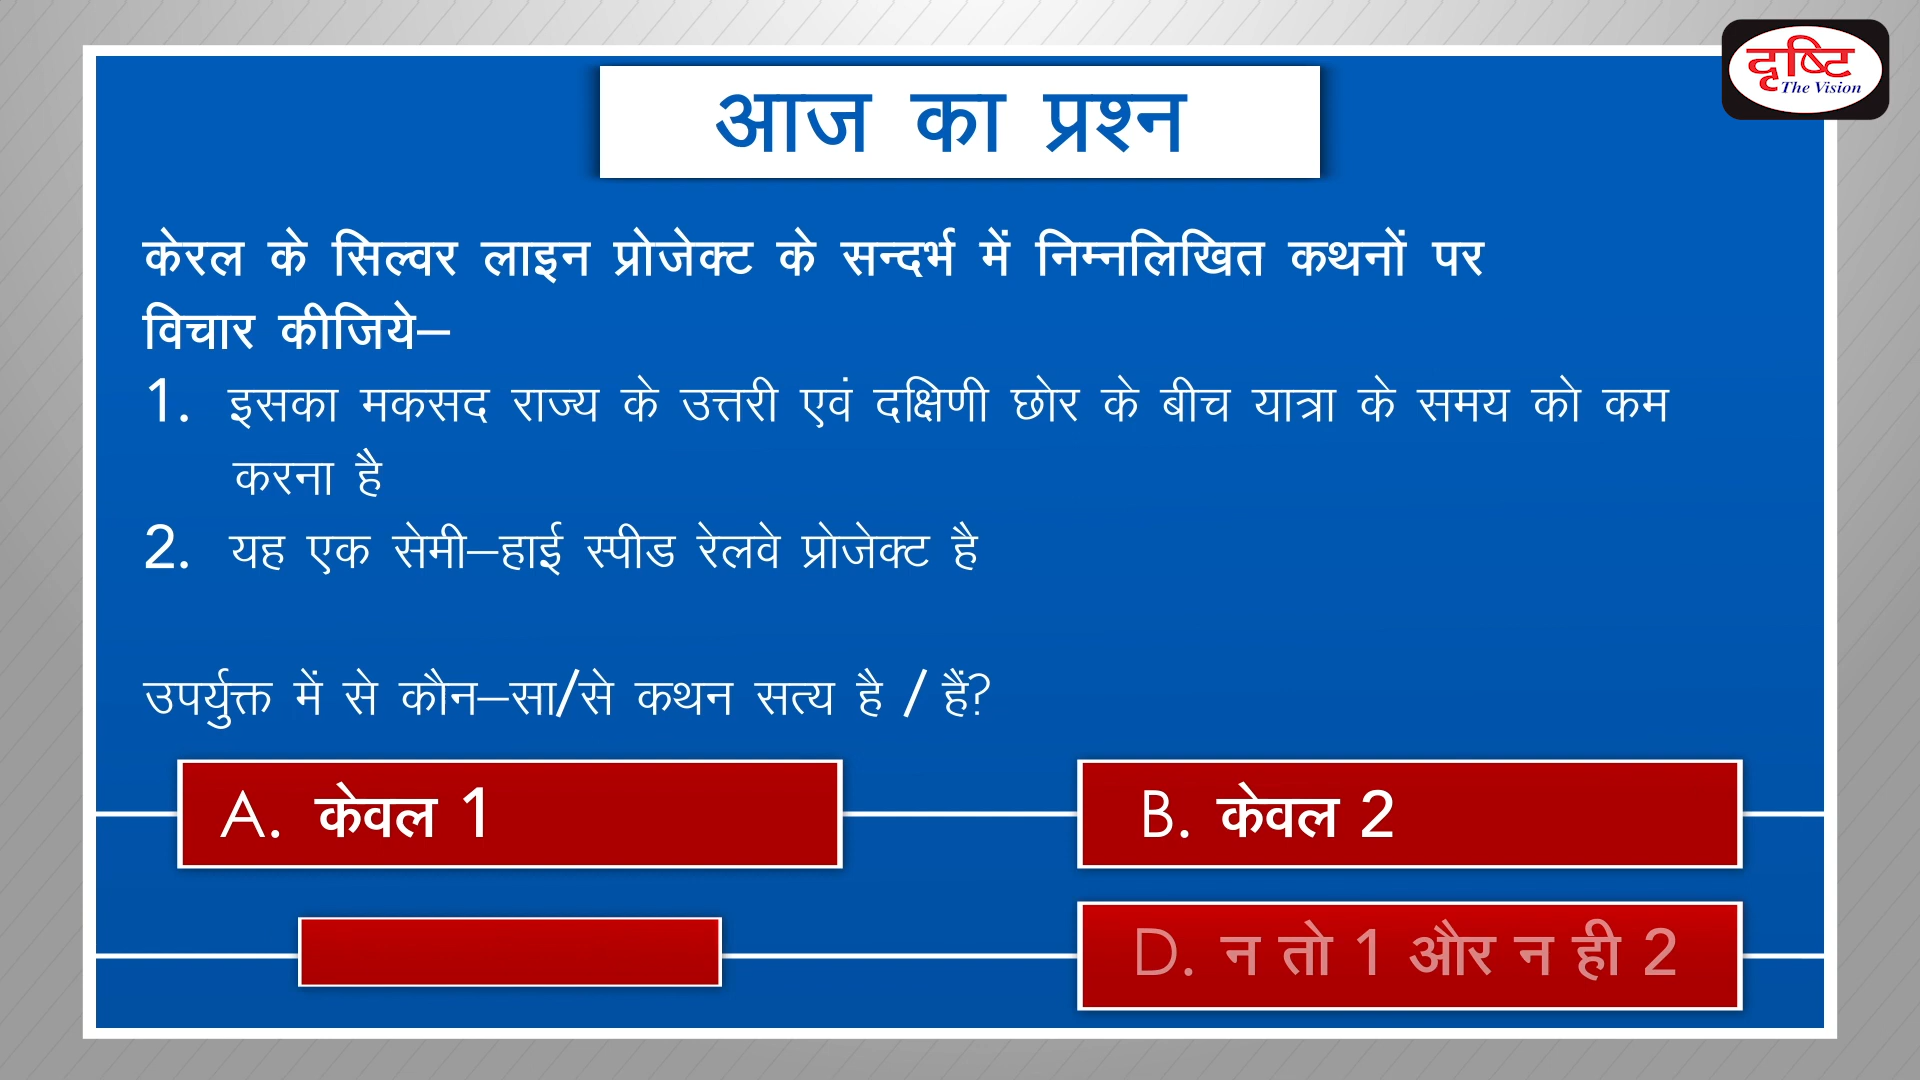 दृष्टि
The Vision
आज का प्रश्न
केरल के सिल्वर लाइन प्रोजेक्ट के सन्दर्भ में निम्नलिखित कथनों पर
विचार कीजिये–
1. इसका मकसद राज्य के उत्तरी एवं दक्षिणी छोर के बीच यात्रा के समय को कम
करना है
2. यह एक सेमी–हाई स्पीड रेलवे प्रोजेक्ट है
उपर्युक्त में से कौन–सा/से कथन सत्य है / हैं?
A. केवल 1
B. केवल 2
D. न तो 1 और न ही 2